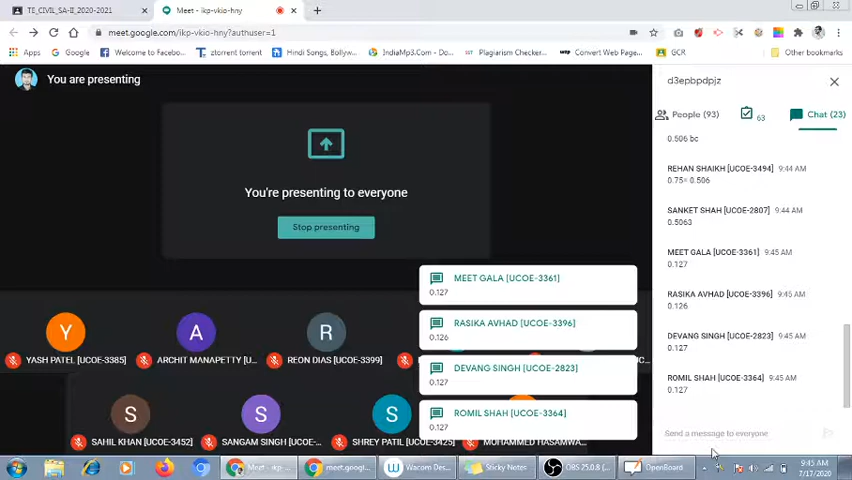 TE_CIVIL_SA-II_2020-2021
Meet - ikp-vkio-hny
meet.google.com/ikp-vkio-hny?authuser=1
Apps
Google
Welcome to Facebo...
ztorrent torrent
Hindi Songs, Bollyw...
IndiaMp3.Com: Dow...
Plagiarism Checker...
Convert Web Page...
GCR
Other bookmarks
You are presenting
You're presenting to everyone
Stop presenting
MEET GALA [UCOE-3361]
0.127
RASIKA AVHAD [UCOE-3396]
0.126
DEVANG SINGH [UCOE-2823]
0.127
ROMIL SHAH [UCOE-3364]
0.127
Y
A
R
YASH PATEL [UCOE-3385]
ARCHIT MANAPETTY [UC...
REON DIAS [UCOE-3399]
S
S
S
SAHIL KHAN [UCOE-3452]
SANGAM SINGH [UCOE-...
SHREY PATIL [UCOE-3425]
MOHAMMED HASAMWA...
d3epbpdpjz
People (93)
63
Chat (23)
0.506 bc
REHAN SHAIKH [UCOE-3494] 9:44 AM
0.75² 0.506
SANKET SHAH [UCOE-2807] 9:44 AM
0.5063
MEET GALA [UCOE-3361] 9:45 AM
0.127
RASIKA AVHAD [UCOE-3396] 9:45 AM
0.126
DEVANG SINGH [UCOE-2823] 9:45 AM
0.127
ROMIL SHAH [UCOE-3364] 9:45 AM
0.127
Send a message to everyone
Meet - ikp-...
meet.googl...
Wacom Des...
Sticky Notes
OBS 25.0.8 (...
OpenBoard
9:45 AM
7/17/2020